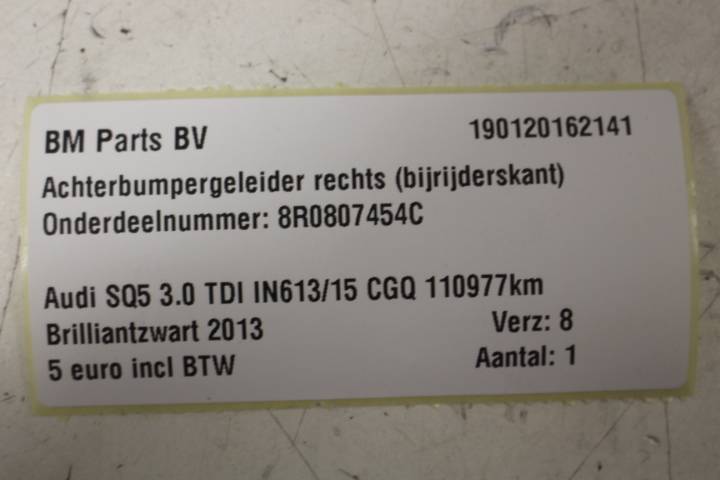 BM Parts BV 190120162141
Achterbumpergeleider rechts (bijrijderskant)
Onderdeelnummer: 8R0807454C
Audi SQ5 3.0 TDI IN613/15 CGQ 110977km
Brilliantzwart 2013 Verz: 8
5 euro incl BTW Aantal: 1